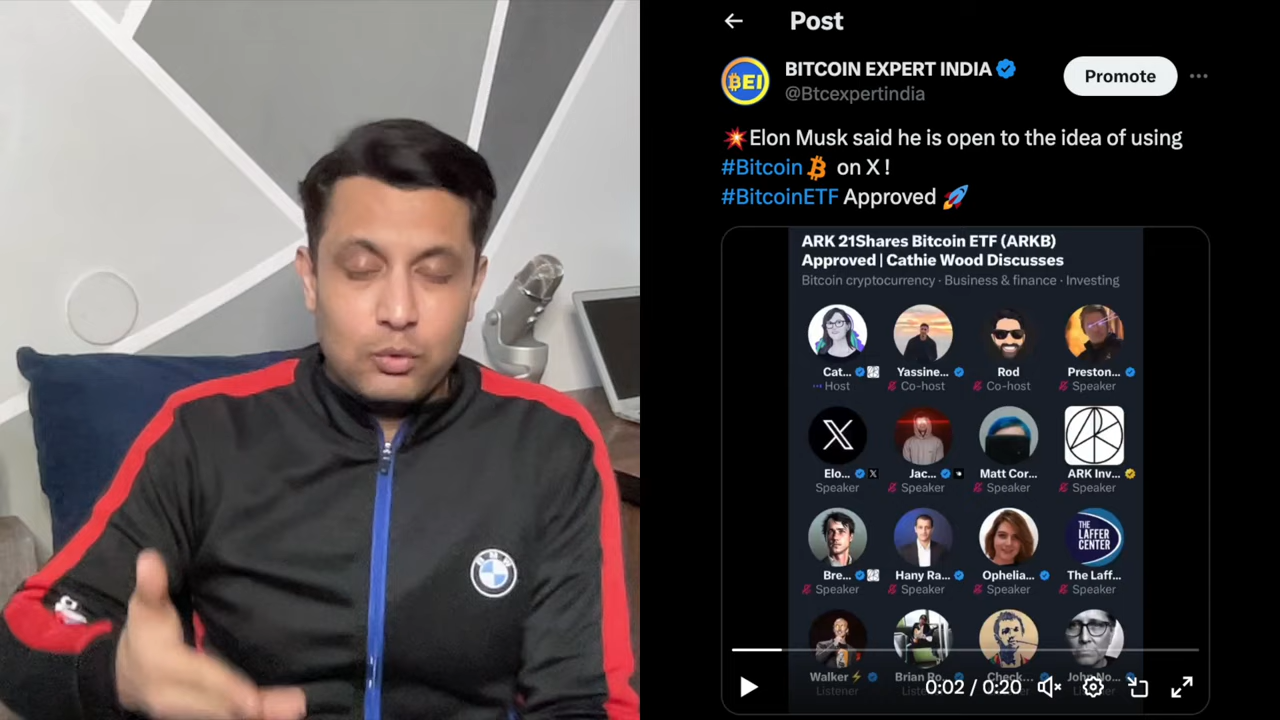 Post
BEI
BITCOIN EXPERT INDIA
@Btcexpertindia
Promote
💥Elon Musk said he is open to the idea of using
#Bitcoin on X !
#BitcoinETF Approved 🚀
ARK 21Shares Bitcoin ETF (ARKB)
Approved | Cathie Wood Discusses
Bitcoin cryptocurrency · Business & finance · Investing
Cat... Yassine... Rod Preston...
Host Co-host Co-host Speaker
Elo... Jac... Matt Cor... ARK Inv...
Speaker Speaker Speaker Speaker
THE
LAFFER
CENTER
Bre... Hany Ra... Ophelia... The Laff...
Speaker Speaker Speaker Speaker
Walker⚡ Brian Ro... Check...
Listener
0:02 / 0:20
BMW